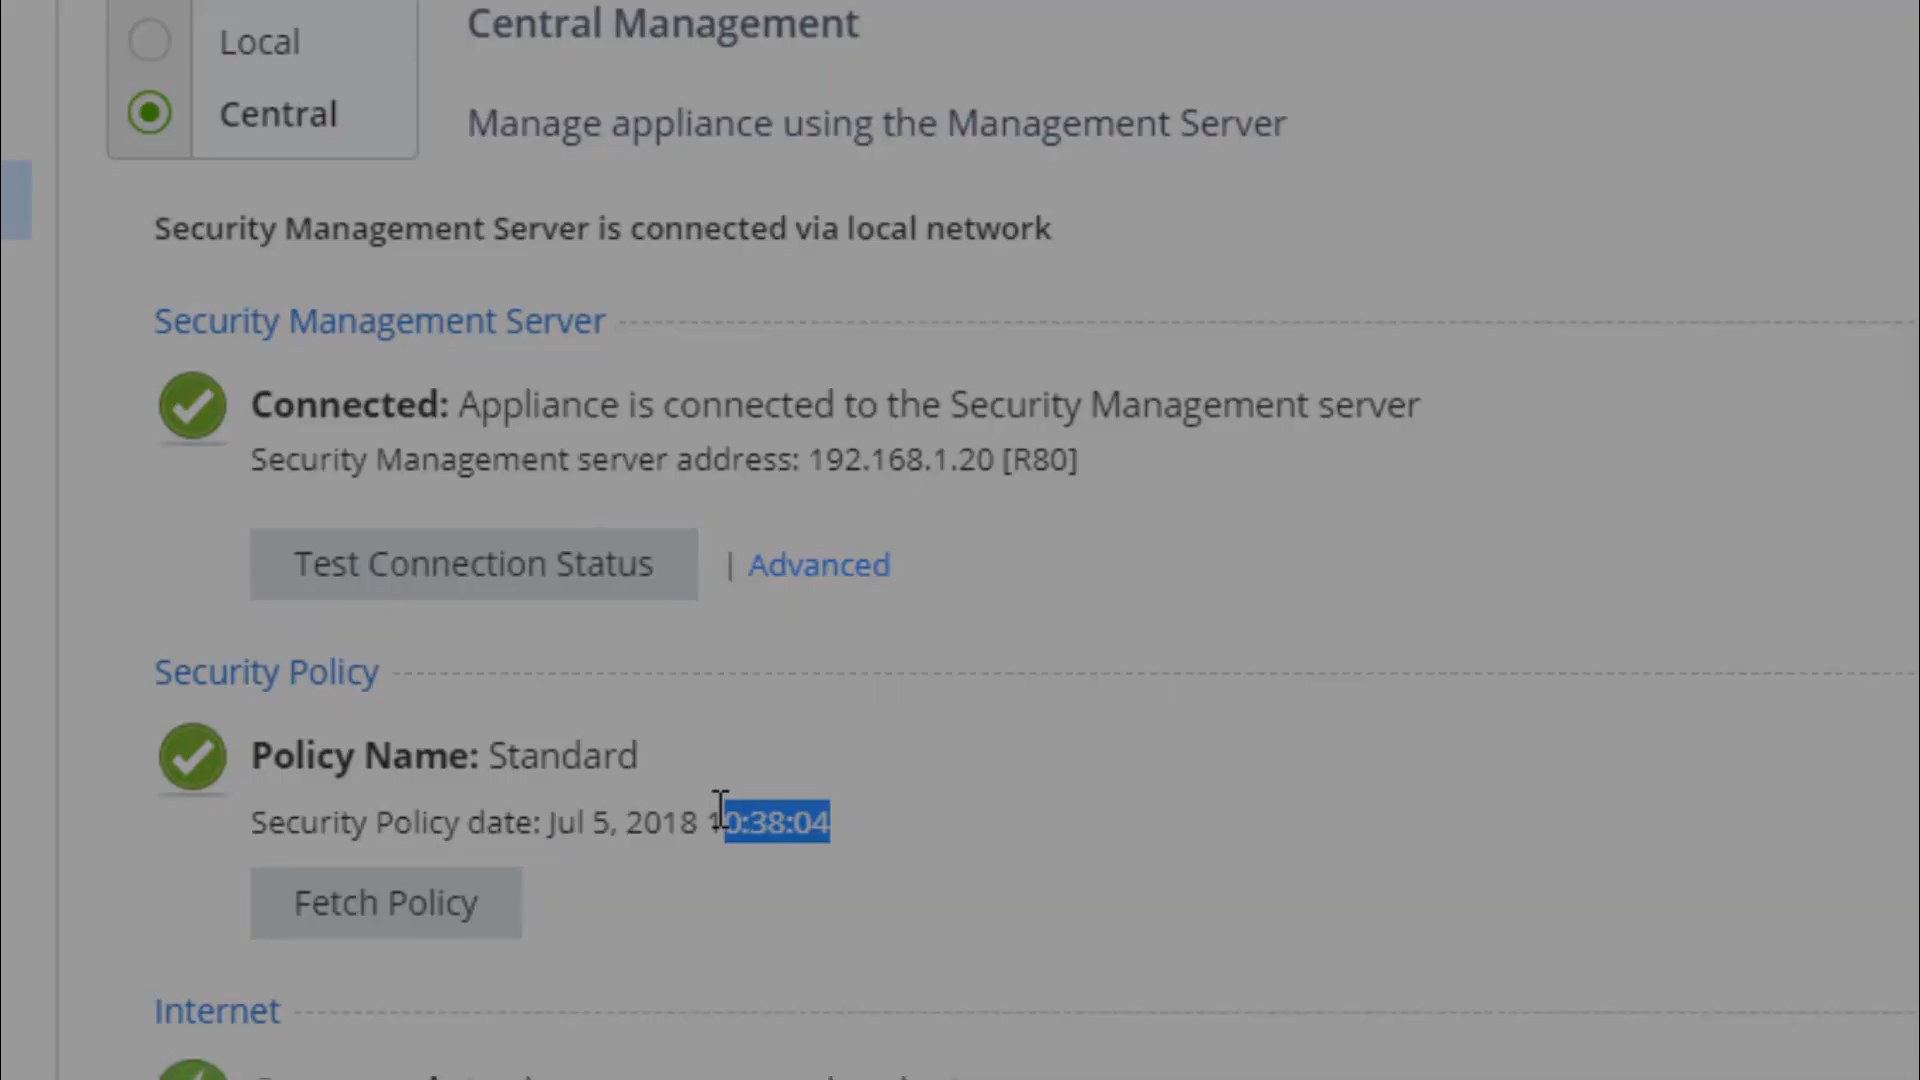 Local
Central Management
Central
Manage appliance using the Management Server
Security Management Server is connected via local network
Security Management Server
Connected: Appliance is connected to the Security Management server
Security Management server address: 192.168.1.20 [R80]
Test Connection Status | Advanced
Security Policy
Policy Name: Standard
Security Policy date: Jul 5, 2018 10:38:04
Fetch Policy
Internet